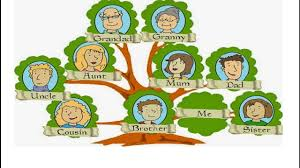 Grandad
Granny
Aunt
Mum
Uncle
Dad
Cousin
Brother
Me
Sister